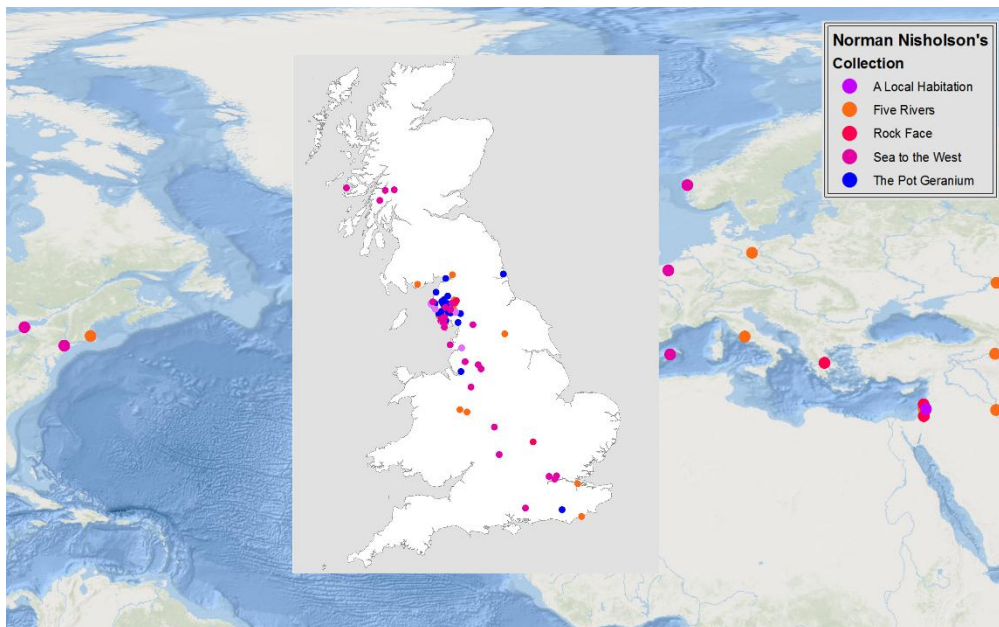 Norman Nisholson's
Collection
A Local Habitation
Five Rivers
Rock Face
Sea to the West
The Pot Geranium